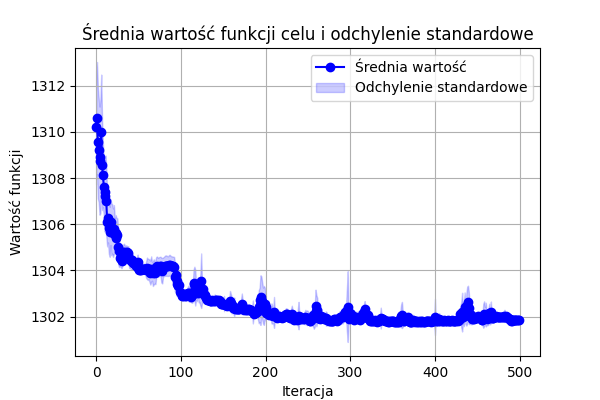 Średnia wartość funkcji celu i odchylenie standardowe
Średnia wartość
Odchylenie standardowe
Wartość funkcji
1312
1310
1308
1306
1304
1302
0 100 200 300 400 500
Iteracja